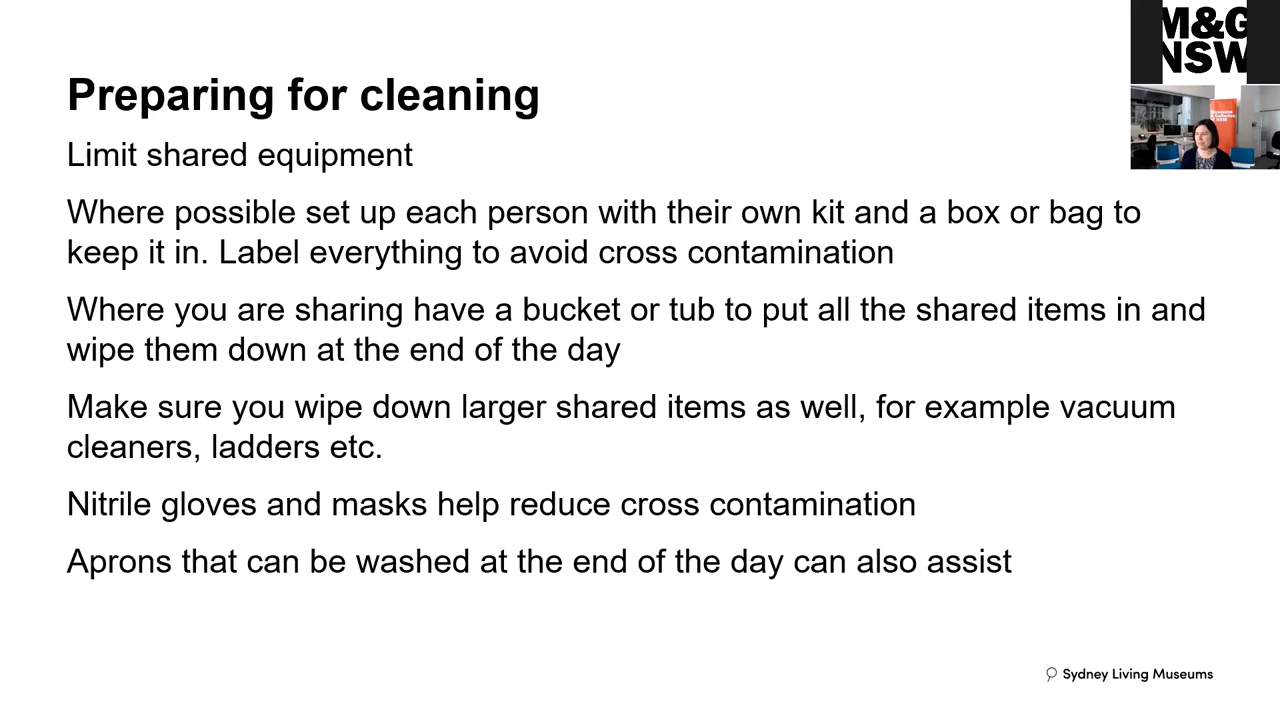 M&G
NSW
Preparing for cleaning
Limit shared equipment
Where possible set up each person with their own kit and a box or bag to
keep it in. Label everything to avoid cross contamination
Where you are sharing have a bucket or tub to put all the shared items in and
wipe them down at the end of the day
Make sure you wipe down larger shared items as well, for example vacuum
cleaners, ladders etc.
Nitrile gloves and masks help reduce cross contamination
Aprons that can be washed at the end of the day can also assist
Sydney Living Museums